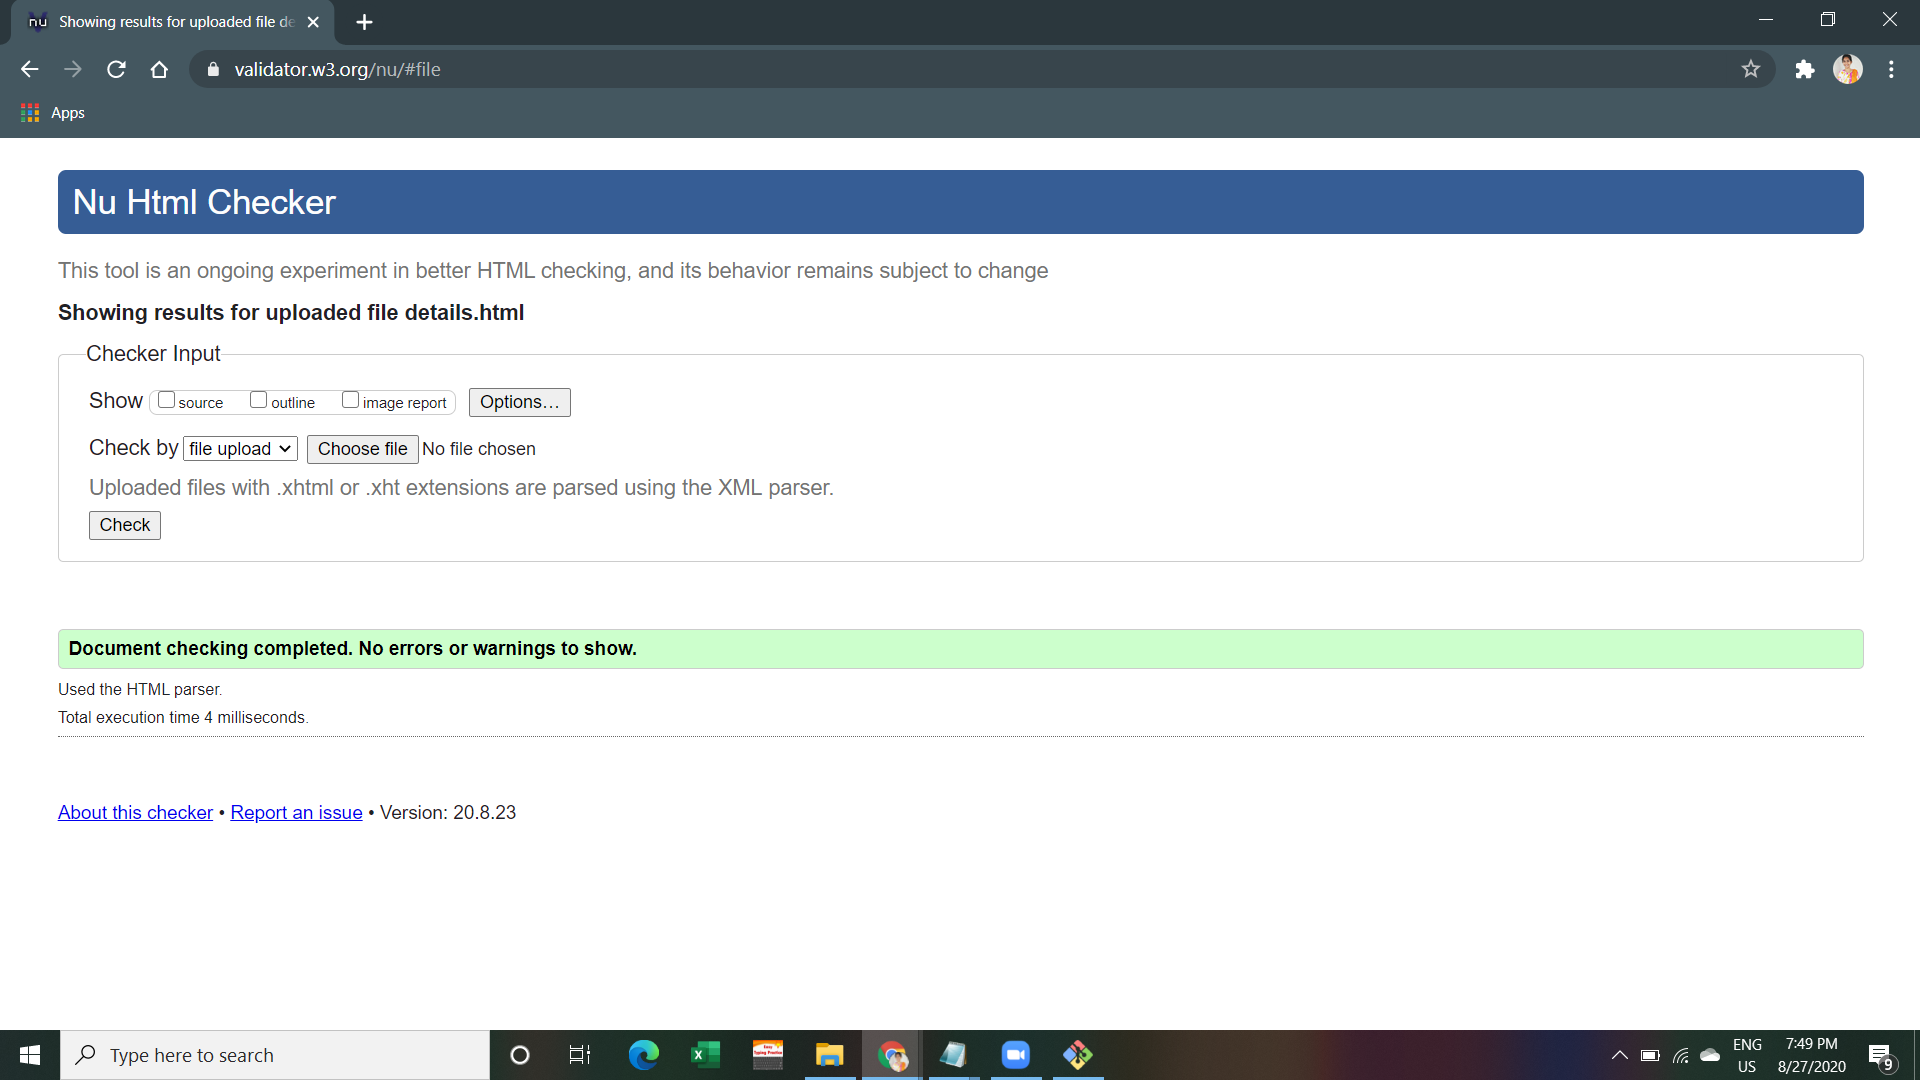 nu Showing results for uploaded file de
validator.w3.org/nu/#file
Apps
Nu Html Checker
This tool is an ongoing experiment in better HTML checking, and its behavior remains subject to change
Showing results for uploaded file details.html
Checker Input
Show source outline image report Options...
Check by file upload Choose file No file chosen
Uploaded files with .xhtml or .xht extensions are parsed using the XML parser.
Check
Document checking completed. No errors or warnings to show.
Used the HTML parser.
Total execution time 4 milliseconds.
About this checker • Report an issue • Version: 20.8.23
Type here to search
Easy
Typing Practice
ENG
US
7:49 PM
8/27/2020
9